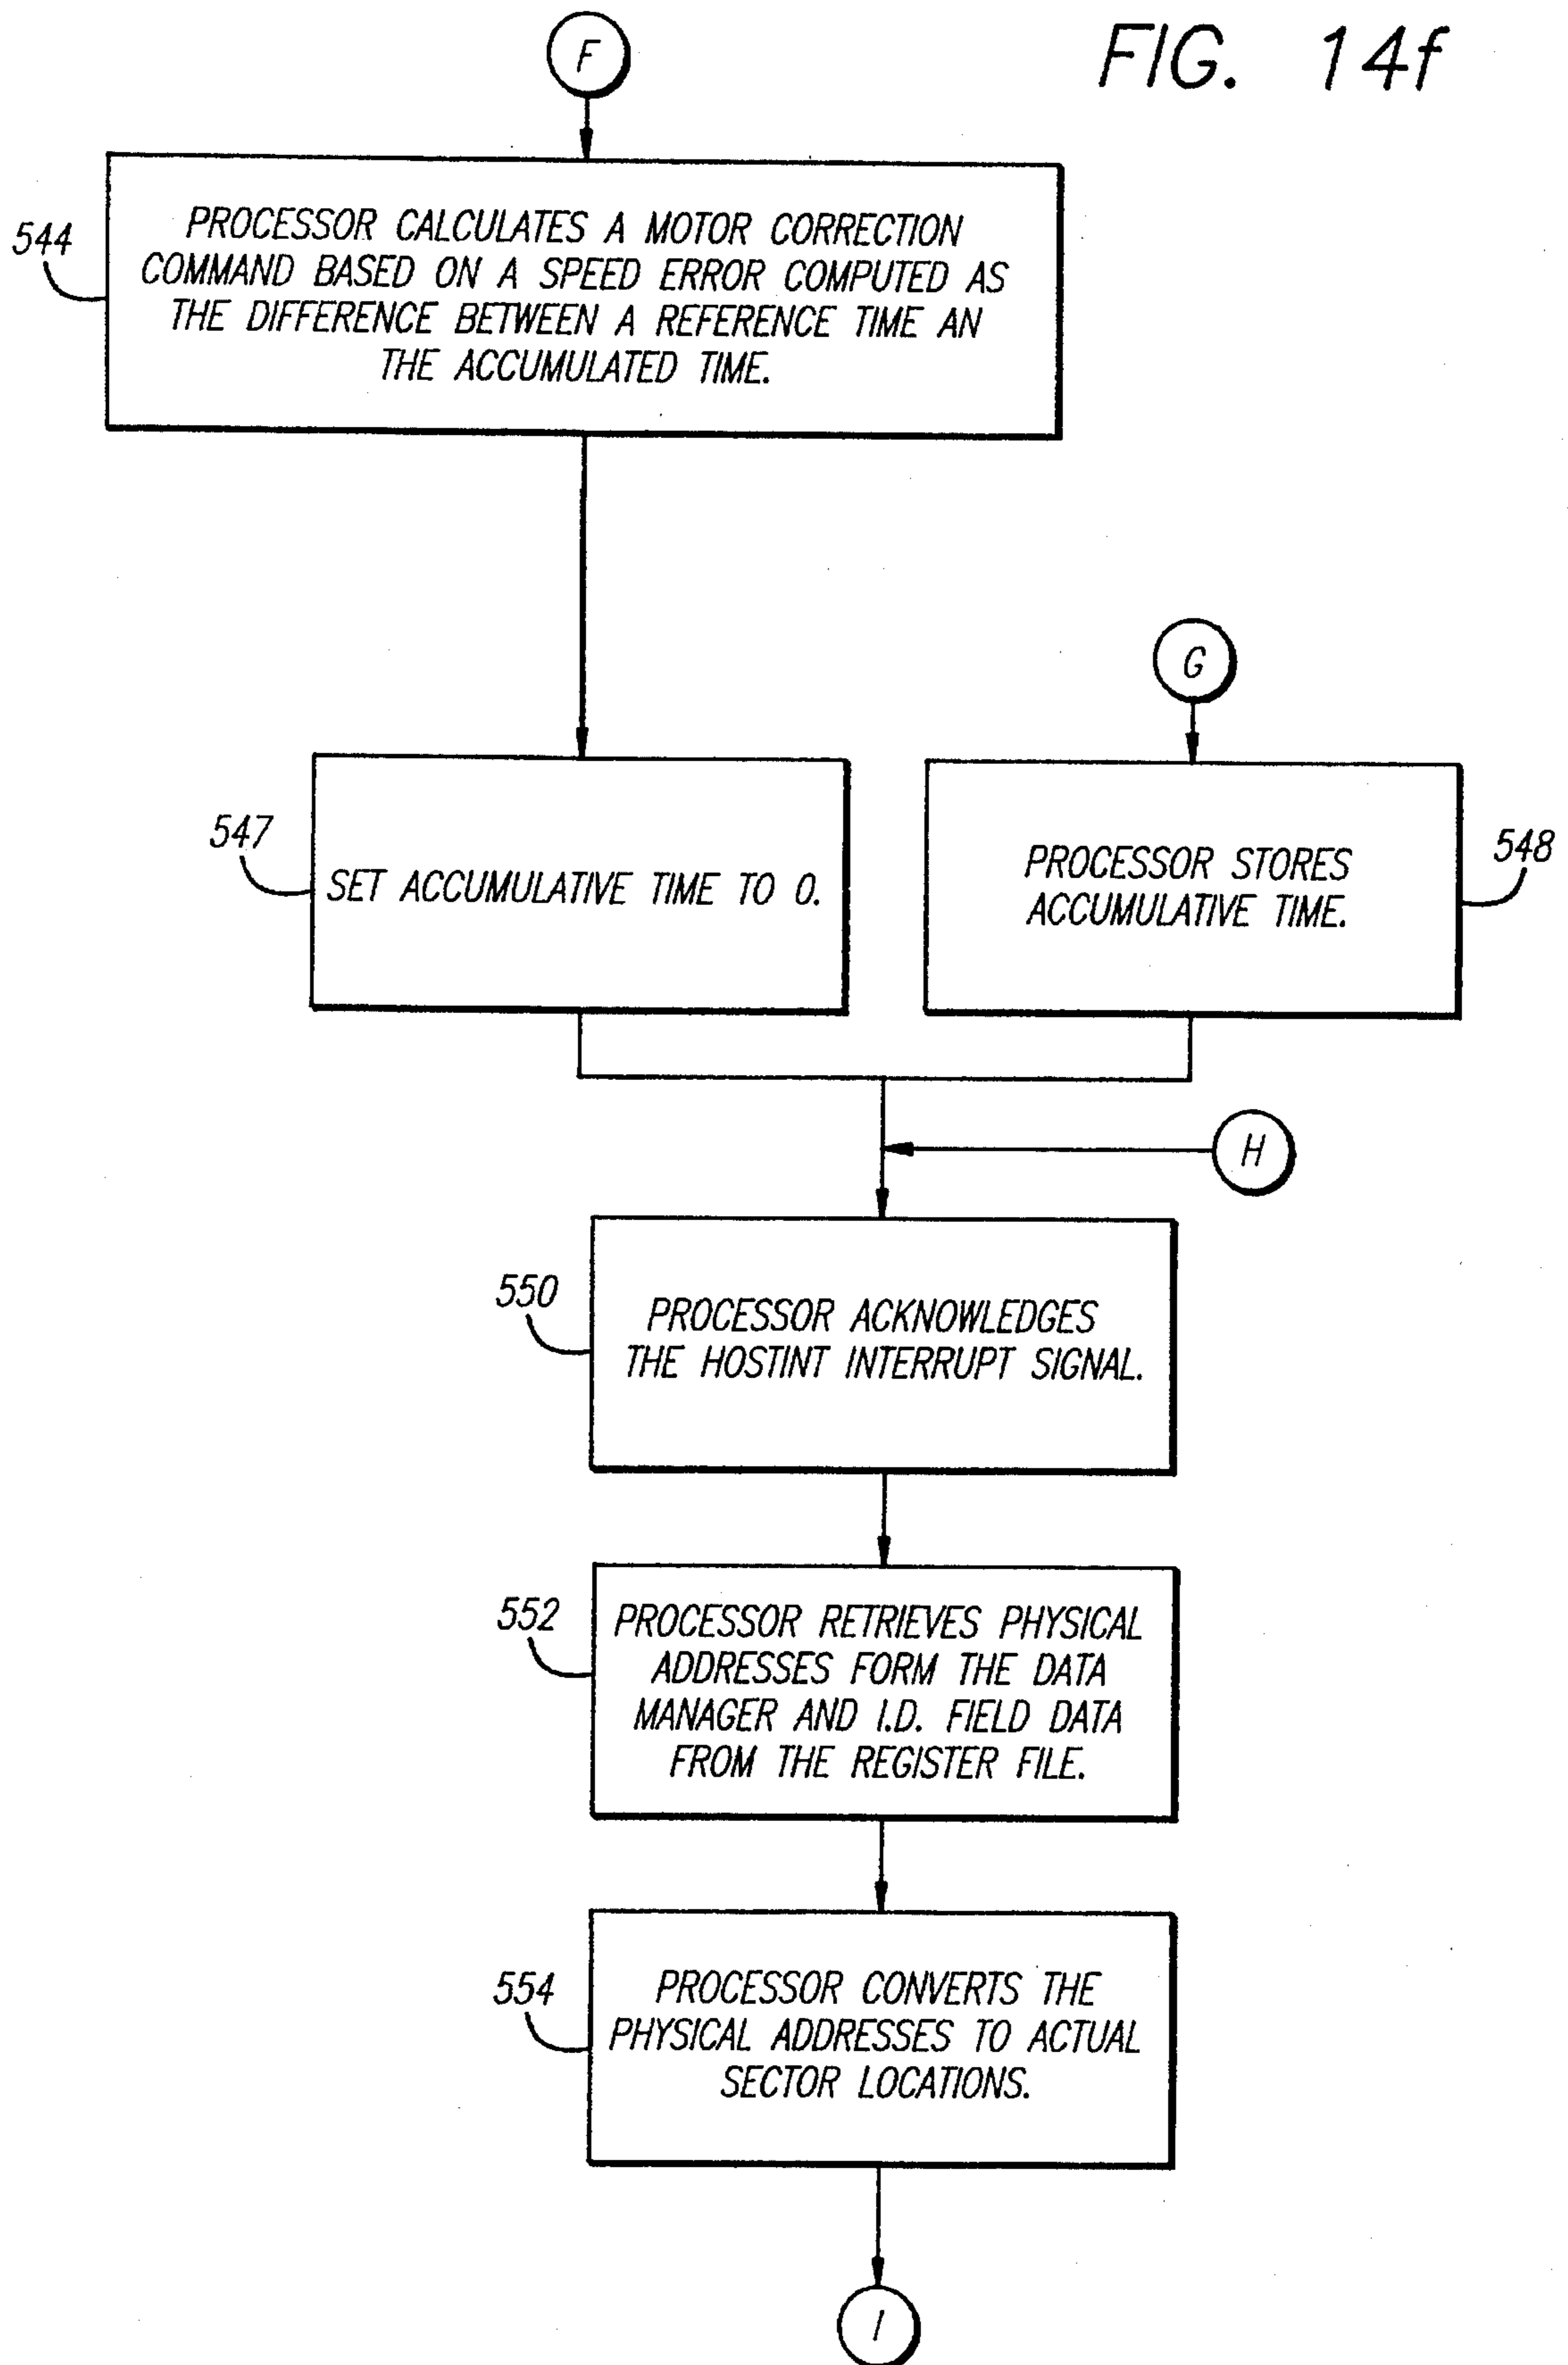 FIG. 14f
F
544
PROCESSOR CALCULATES A MOTOR CORRECTION
COMMAND BASED ON A SPEED ERROR COMPUTED AS
THE DIFFERENCE BETWEEN A REFERENCE TIME AN
THE ACCUMULATED TIME.
G
547
SET ACCUMULATIVE TIME TO 0.
PROCESSOR STORES
ACCUMULATIVE TIME.
548
H
550
PROCESSOR ACKNOWLEDGES
THE HOSTINT INTERRUPT SIGNAL.
552
PROCESSOR RETRIEVES PHYSICAL
ADDRESSES FORM THE DATA
MANAGER AND I.D. FIELD DATA
FROM THE REGISTER FILE.
554
PROCESSOR CONVERTS THE
PHYSICAL ADDRESSES TO ACTUAL
SECTOR LOCATIONS.
I